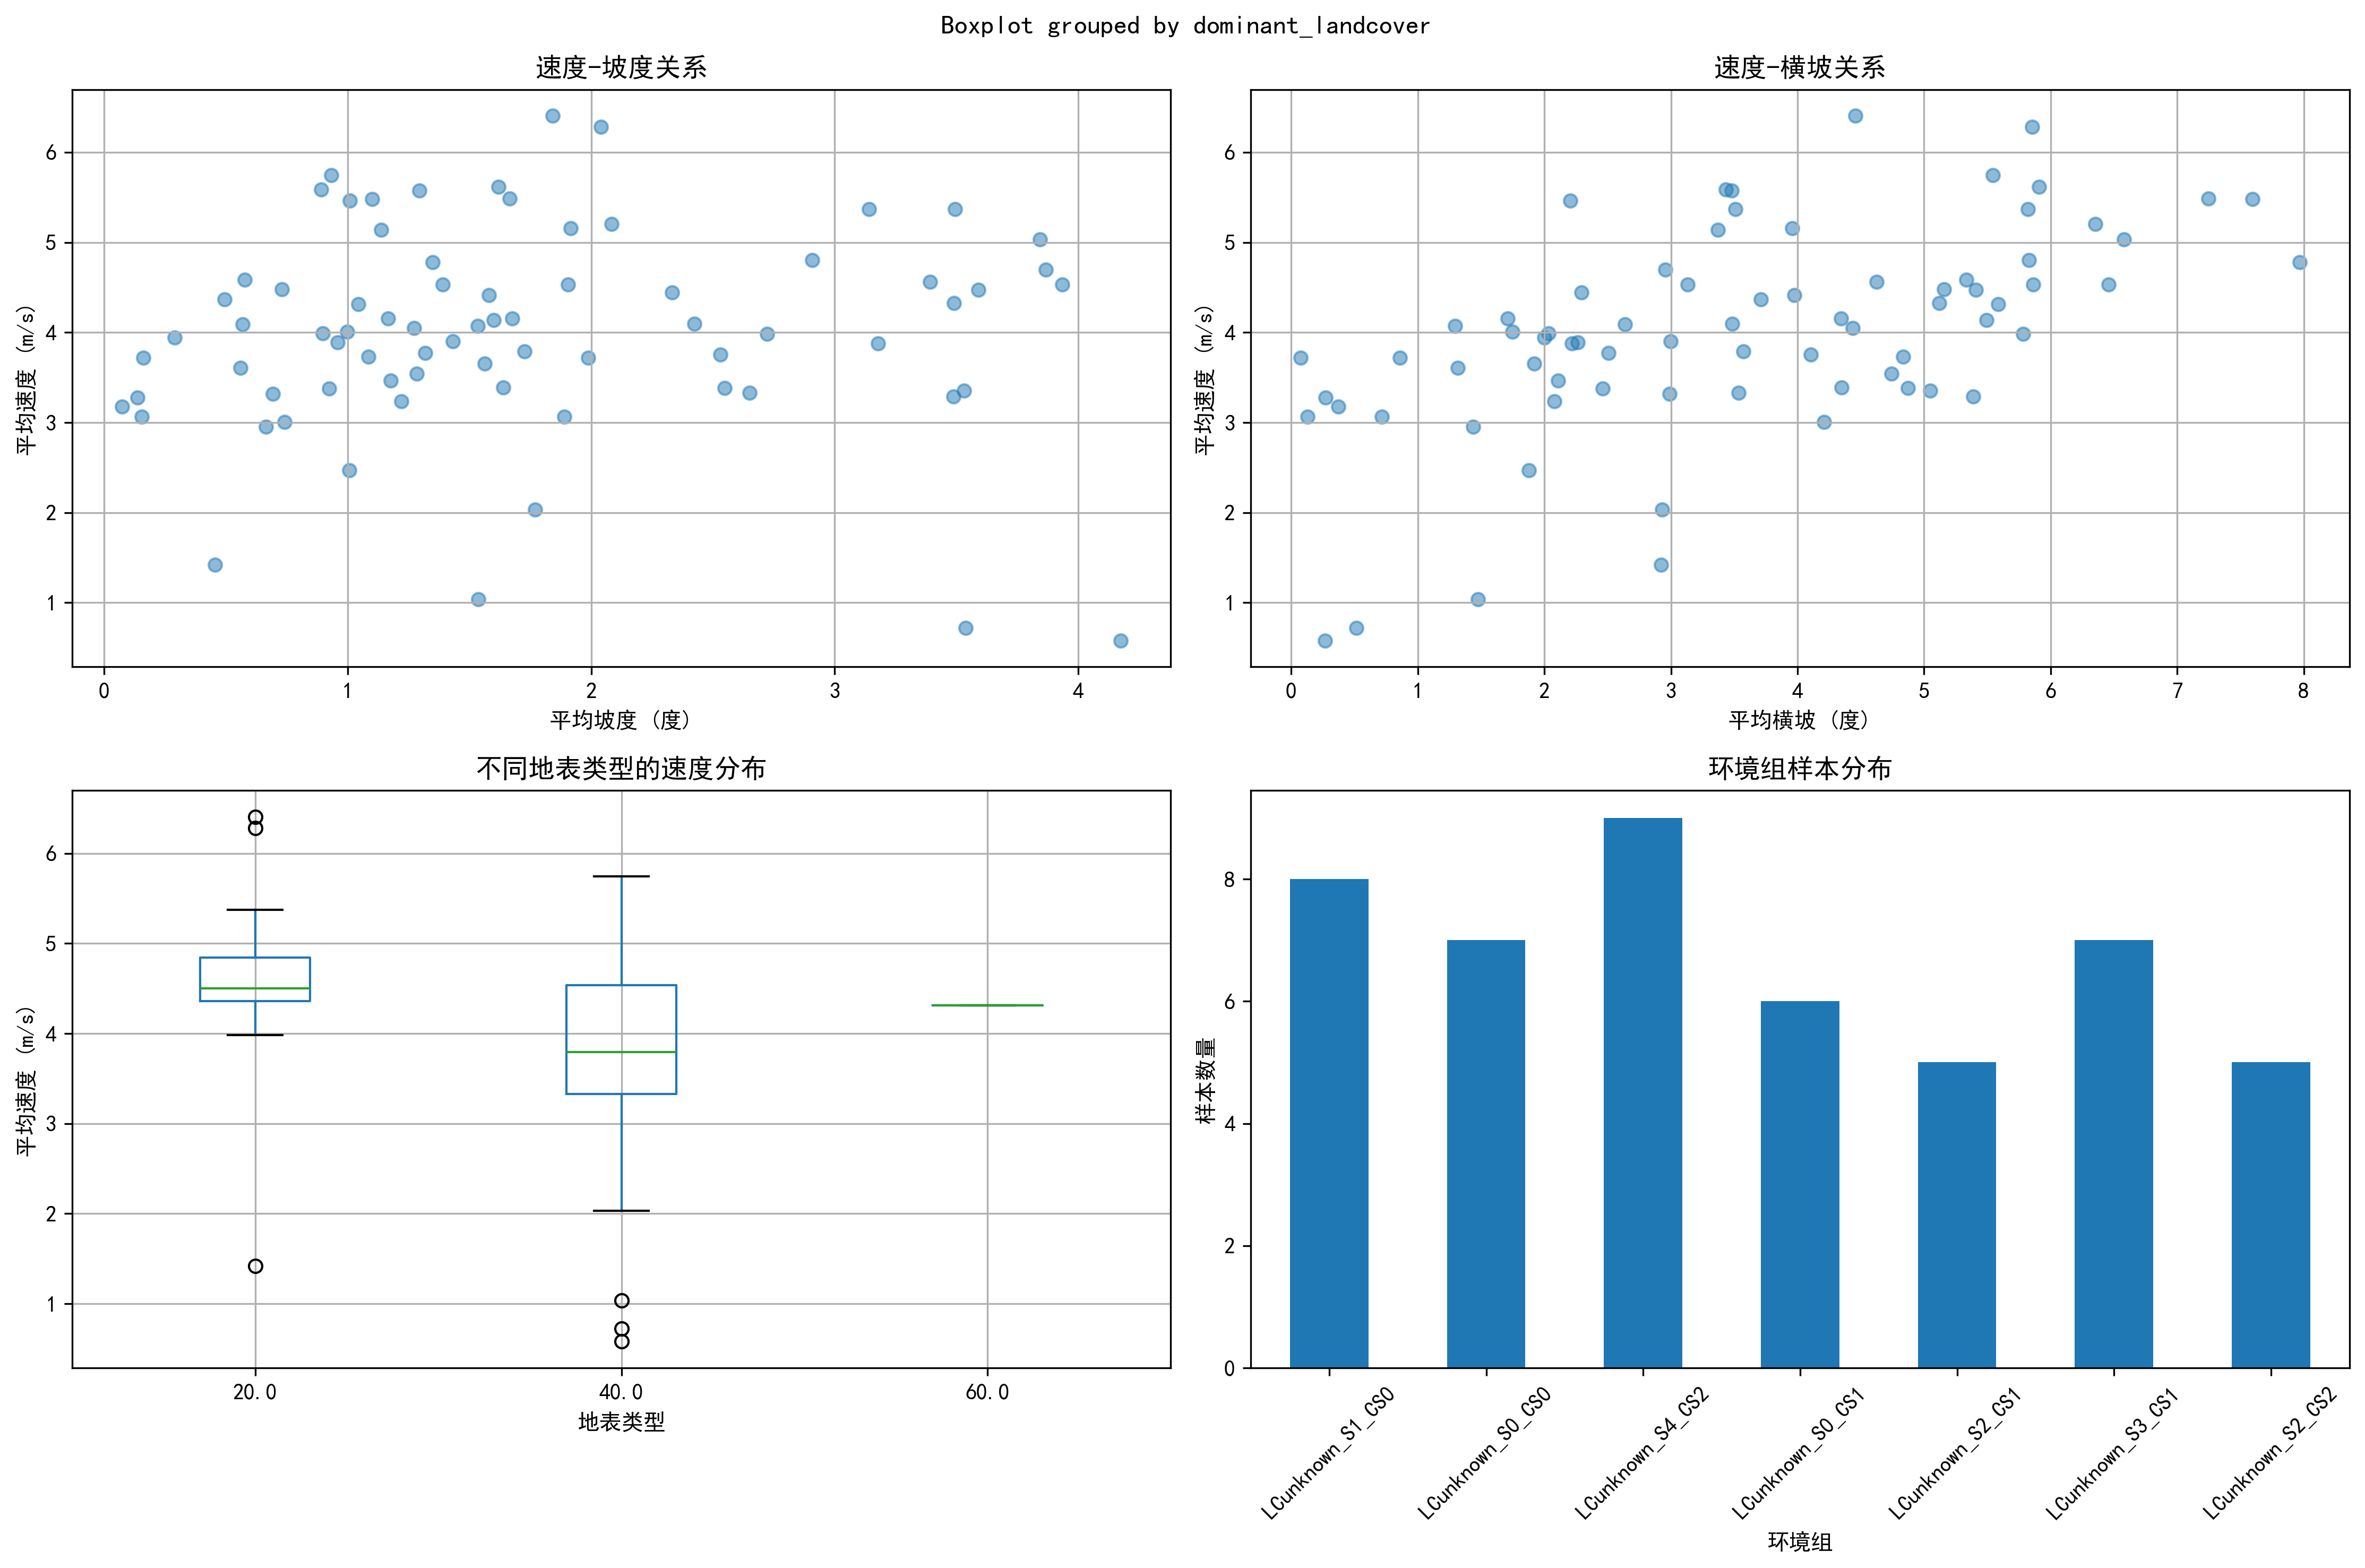 Boxplot grouped by dominant_landcover
速度-坡度关系
6
5
4
3
2
1
平均速度 (m/s)
0 1 2 3 4
平均坡度 (度)
速度-横坡关系
6
5
4
3
2
1
平均速度 (m/s)
0 1 2 3 4 5 6 7 8
平均横坡 (度)
不同地表类型的速度分布
6
5
4
3
2
1
平均速度 (m/s)
20.0 40.0 60.0
地表类型
环境组样本分布
8
6
4
2
0
样本数量
LCunknown_S1_CS0
LCunknown_S0_CS0
LCunknown_S4_CS2
LCunknown_S0_CS1
LCunknown_S2_CS1
LCunknown_S3_CS1
LCunknown_S2_CS2
环境组